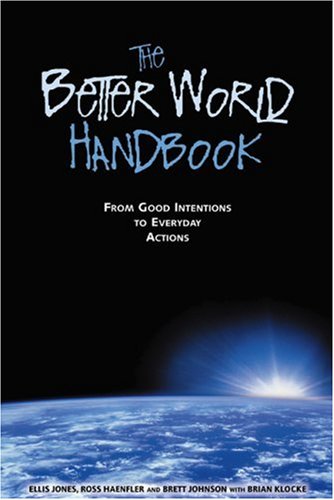 The
Better World
Handbook
From Good Intentions
to Everyday
Actions
Ellis Jones, Ross Haenfler and Brett Johnson with Brian Klocke